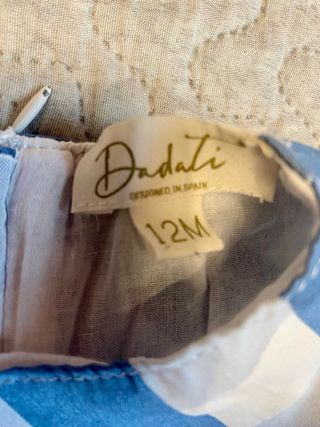 Dadati
DESIGNED IN SPAIN
12M